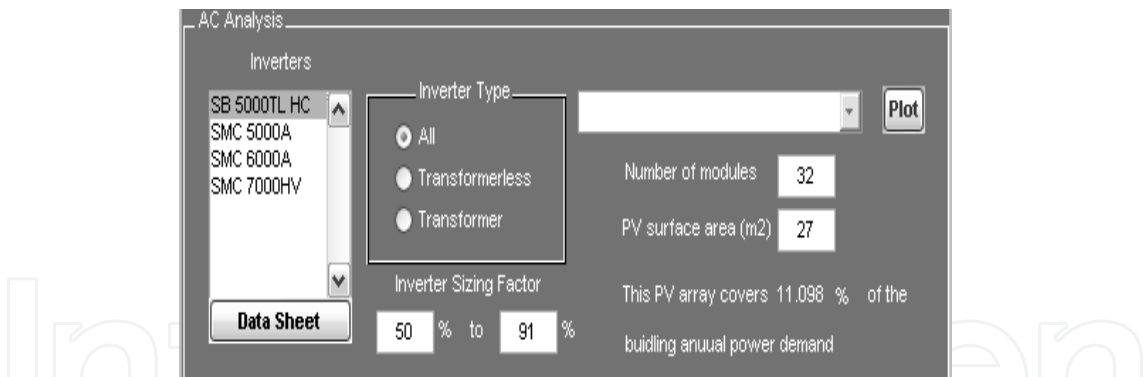 AC Analysis
Inverters
SB 5000TL HC
SMC 5000A
SMC 6000A
SMC 7000HV
Data Sheet
Inverter Type
All
Transformerless
Transformer
Inverter Sizing Factor
50 % to 91 %
Plot
Number of modules 32
PV surface area (m2) 27
This PV array covers 11.098 % of the
buidling anuual power demand